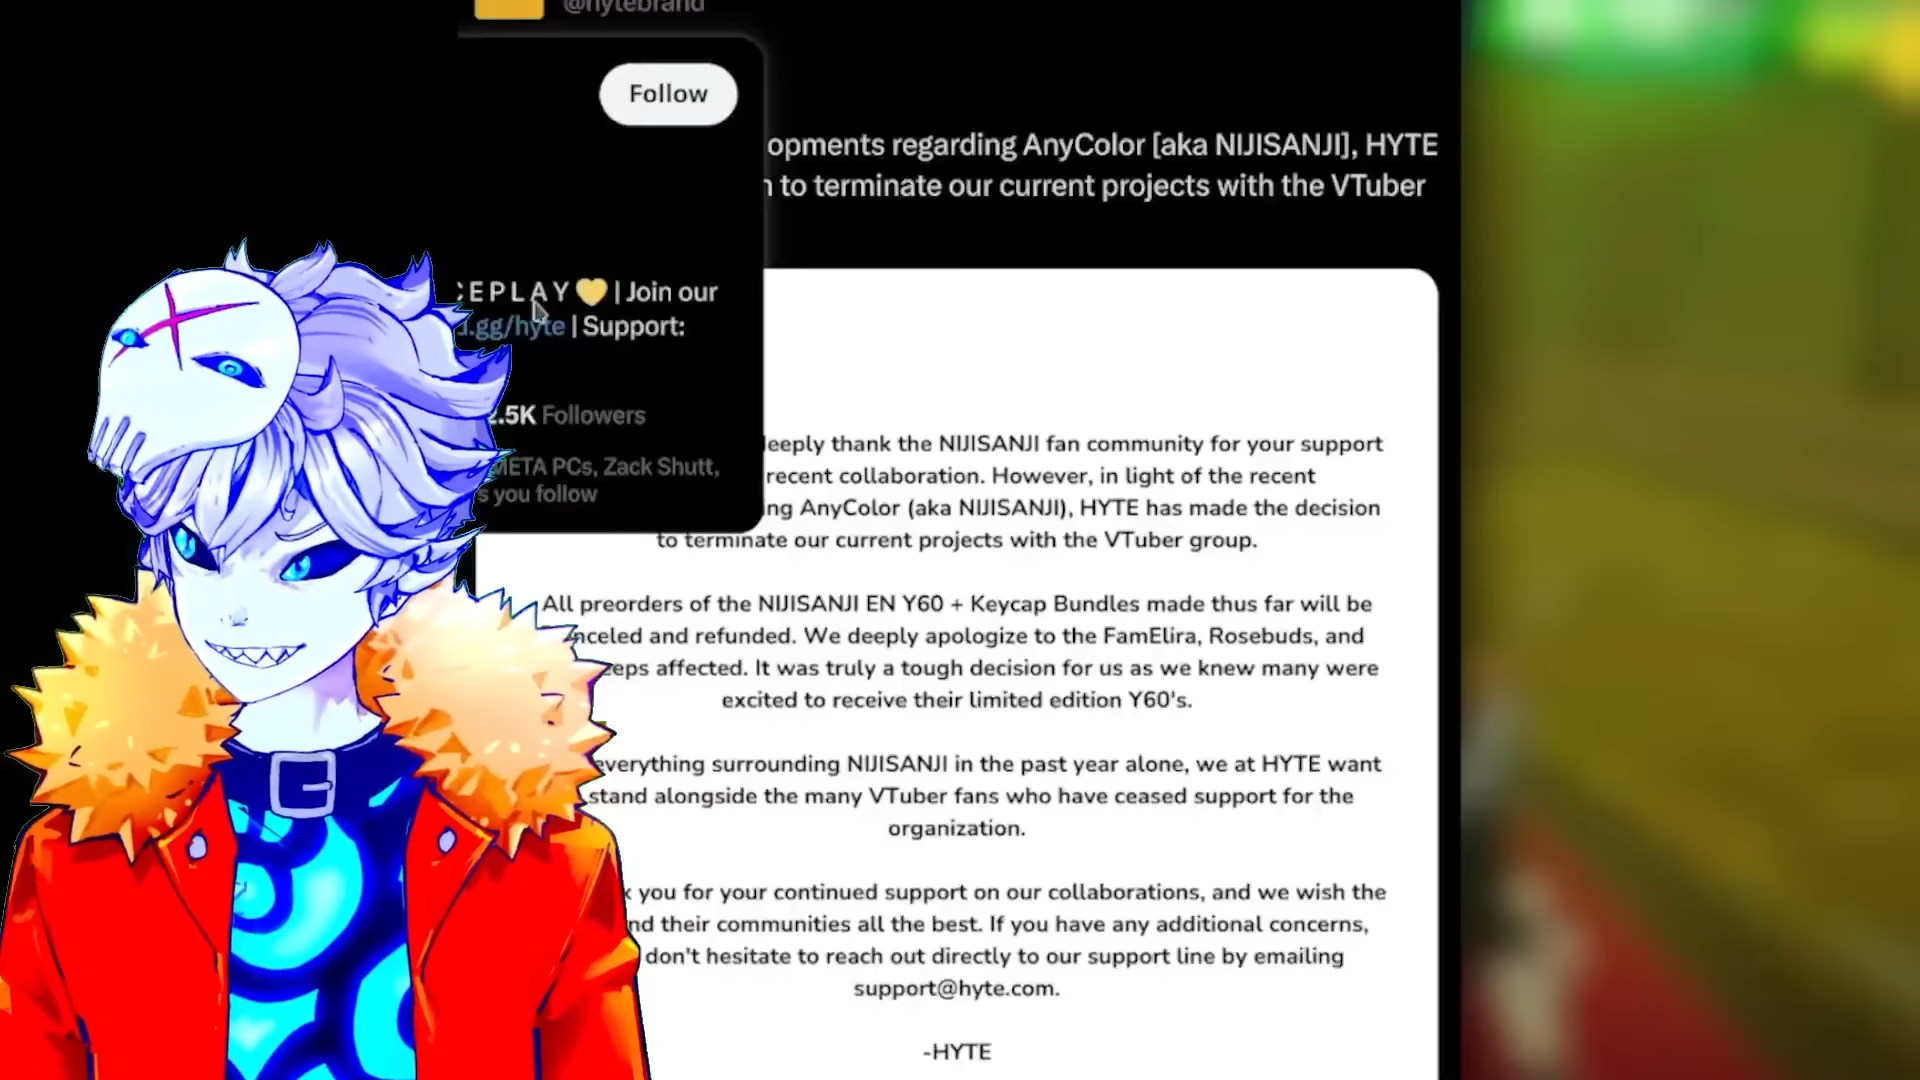 @hytebrand
Follow
opments regarding AnyColor [aka NIJISANJI], HYTE
to terminate our current projects with the VTuber
EPLAY💛 | Join our
.gg/hyte | Support:
.5K Followers
META PCs, Zack Shutt,
s you follow
deeply thank the NIJISANJI fan community for your support
recent collaboration. However, in light of the recent
ng AnyColor (aka NIJISANJI), HYTE has made the decision
to terminate our current projects with the VTuber group.
All preorders of the NIJISANJI EN Y60 + Keycap Bundles made thus far will be
nceled and refunded. We deeply apologize to the FamElira, Rosebuds, and
eeps affected. It was truly a tough decision for us as we knew many were
excited to receive their limited edition Y60's.
everything surrounding NIJISANJI in the past year alone, we at HYTE want
stand alongside the many VTuber fans who have ceased support for the
organization.
k you for your continued support on our collaborations, and we wish the
nd their communities all the best. If you have any additional concerns,
don't hesitate to reach out directly to our support line by emailing
support@hyte.com.
-HYTE